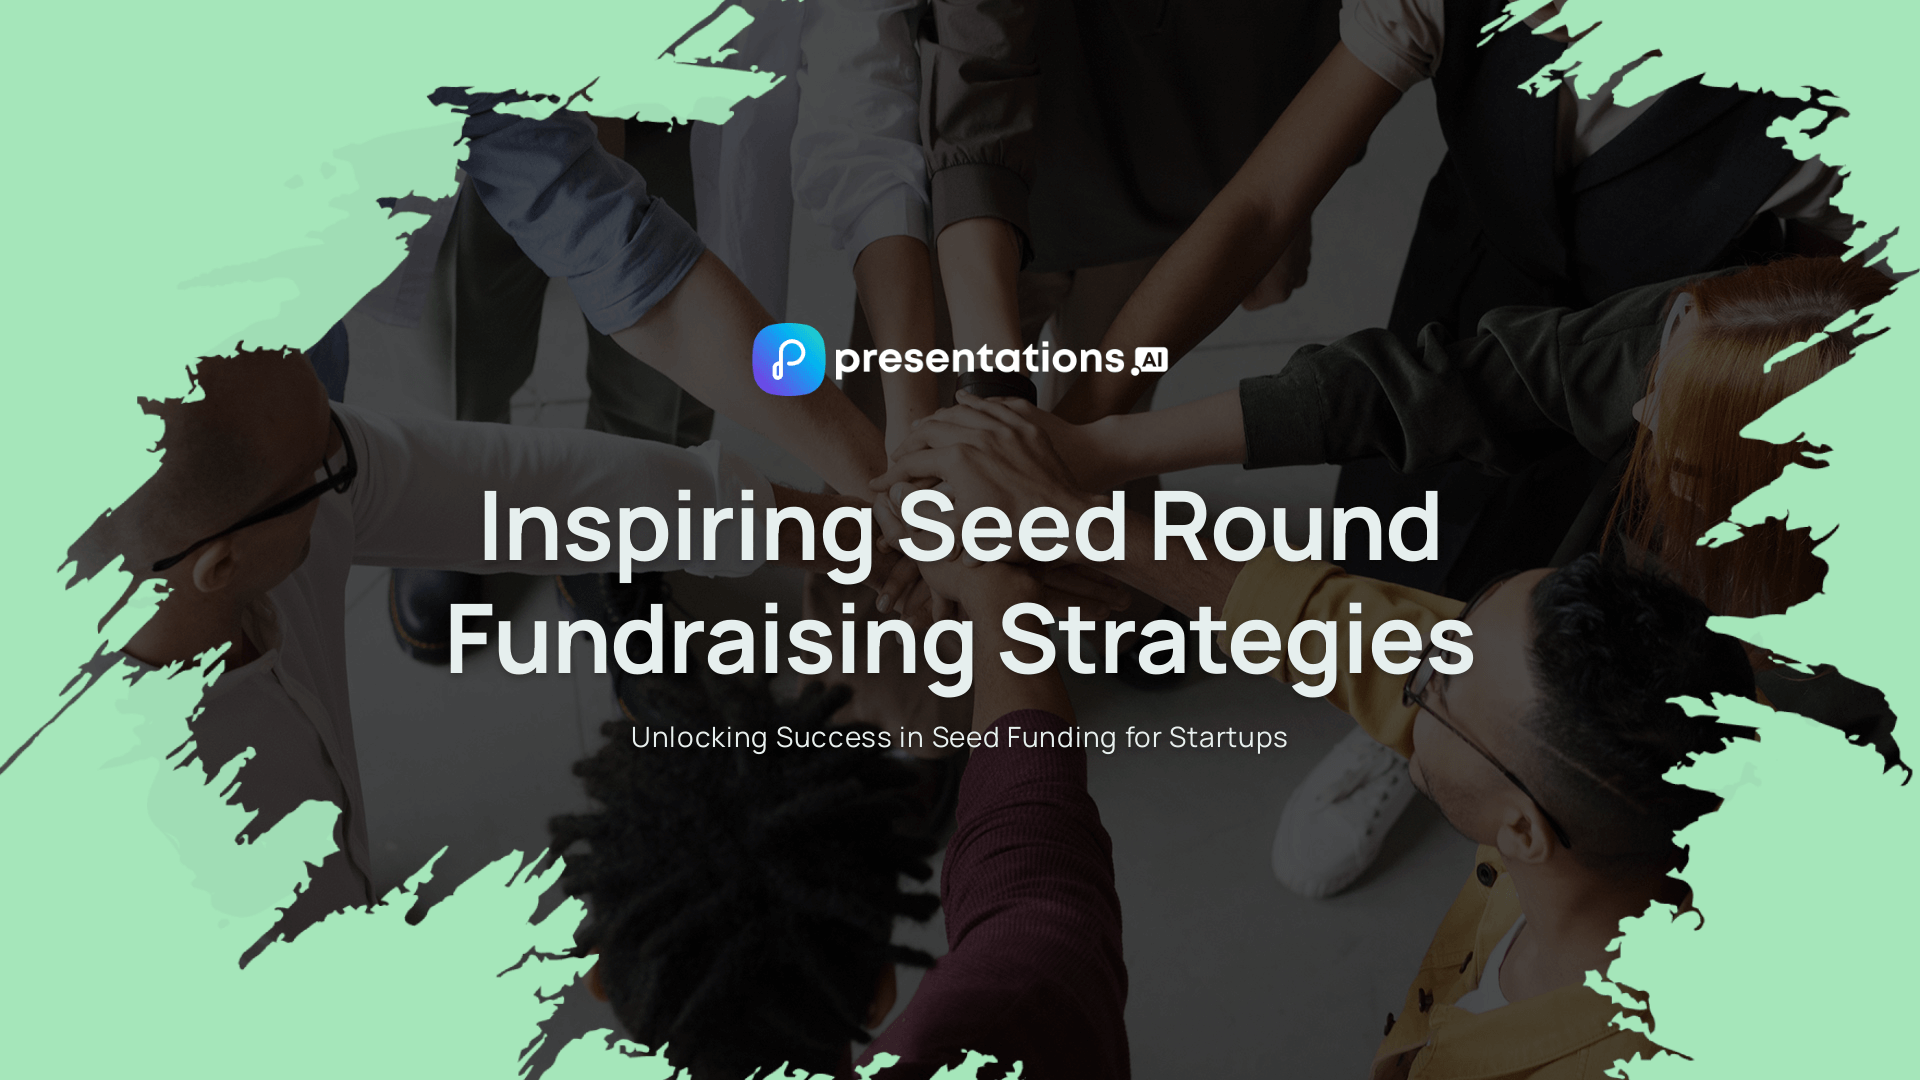 presentations.AI
Inspiring Seed Round
Fundraising Strategies
Unlocking Success in Seed Funding for Startups